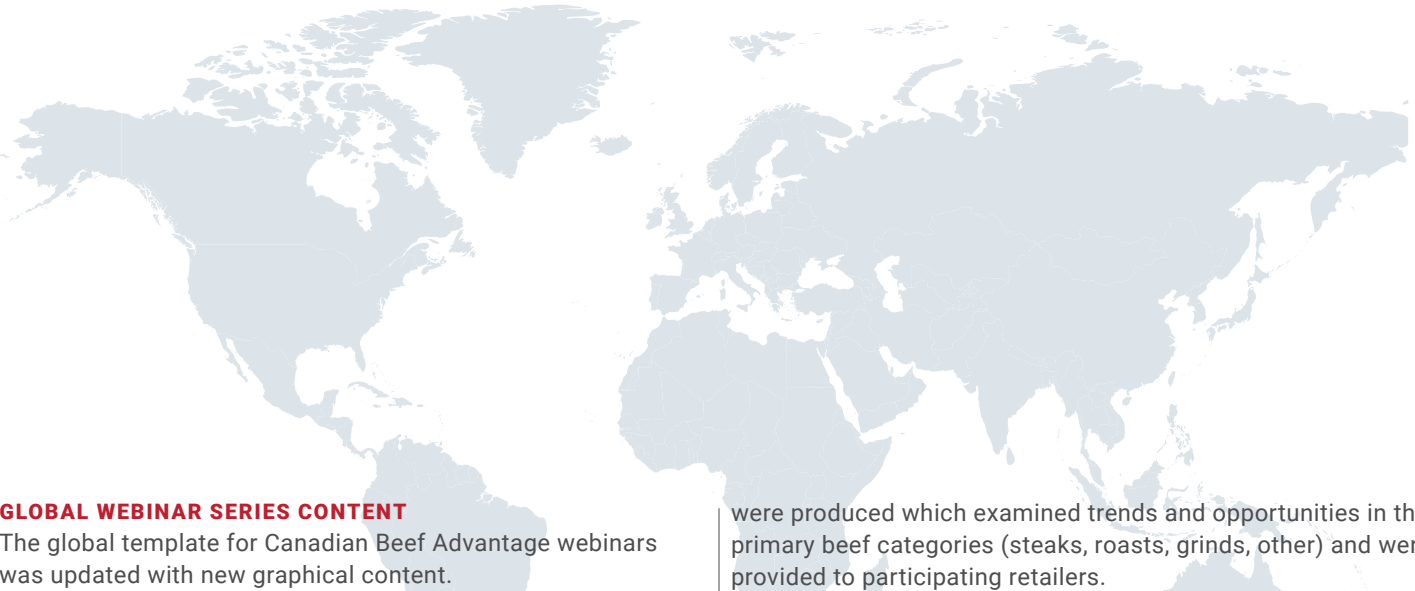 GLOBAL WEBINAR SERIES CONTENT
The global template for Canadian Beef Advantage webinars
was updated with new graphical content.
were produced which examined trends and opportunities in th
primary beef categories (steaks, roasts, grinds, other) and wer
provided to participating retailers.